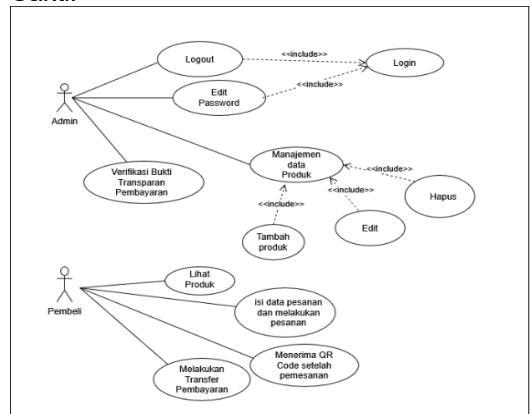 Logout
<<include>>
Login
Edit
Password
<<include>>
Admin
Manajemen
data
Produk
<<include>>
Verifikasi Bukti
Transparan
Pembayaran
<<include>>
Hapus
<<include>>
Edit
Tambah
produk
Lihat
Produk
Pembeli
isi data pesanan
dan melakukan
pesanan
Menerima QR
Code setelah
pemesanan
Melakukan
Transfer
Pembayaran